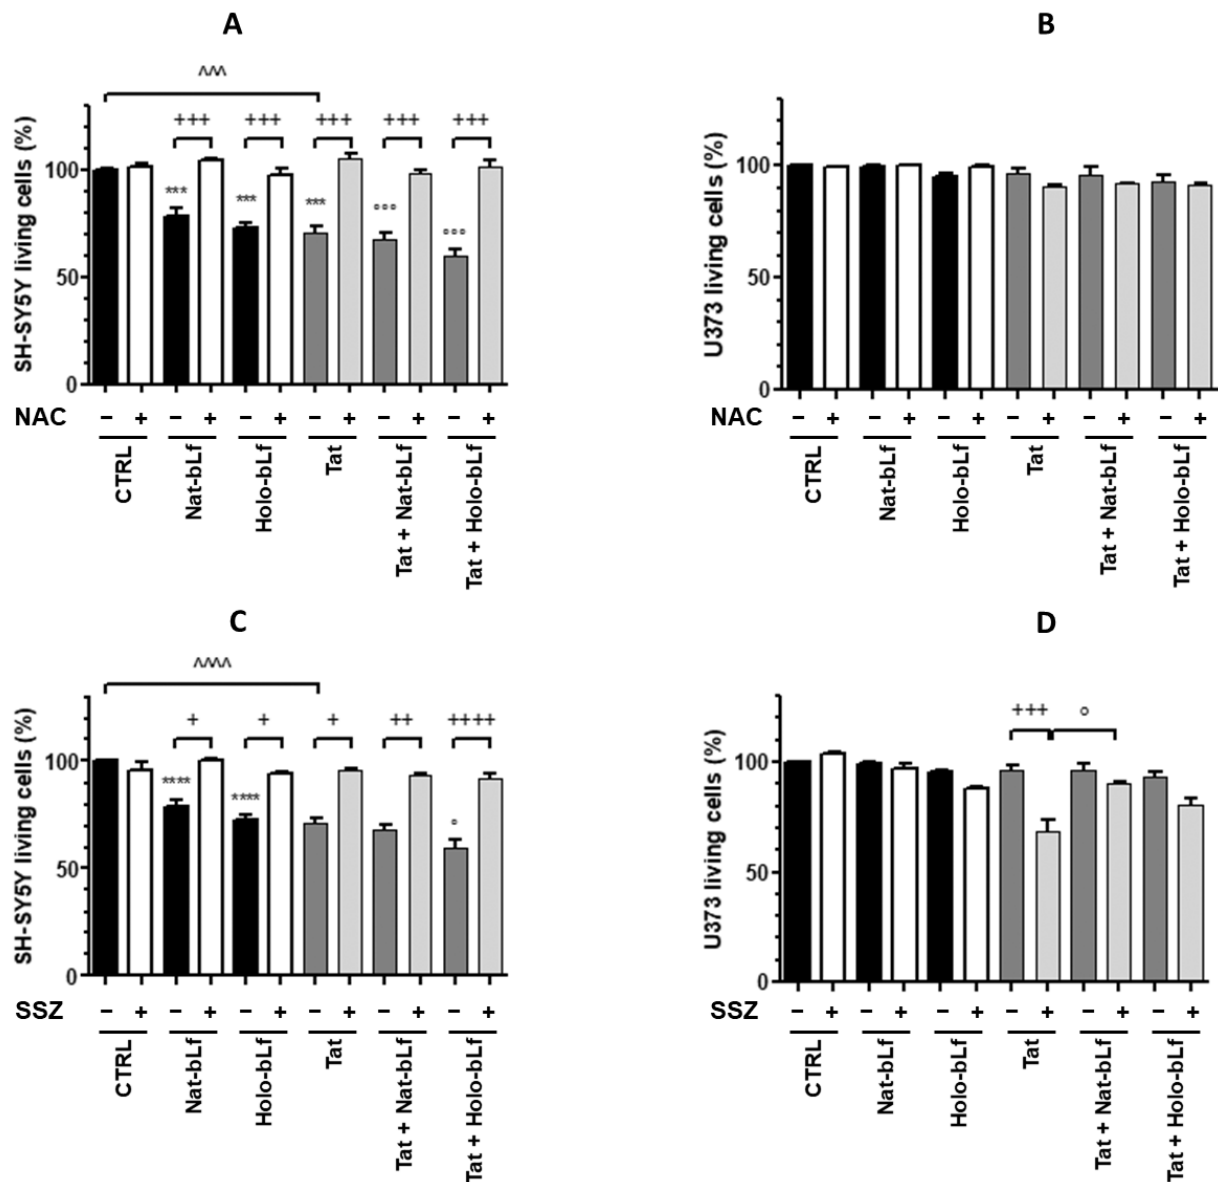 A
^^^
+++ +++ +++ +++ +++
*** *** *** °°° °°°
SH-SY5Y living cells (%)
100
50
0
NAC − + − + − + − + − + − +
CTRL
Nat-bLf
Holo-bLf
Tat
Tat + Nat-bLf
Tat + Holo-bLf
B
U373 living cells (%)
100
50
0
NAC − + − + − + − + − + − +
CTRL
Nat-bLf
Holo-bLf
Tat
Tat + Nat-bLf
Tat + Holo-bLf
C
^^^^
+ + + ++ ++++
**** **** °
SH-SY5Y living cells (%)
100
50
0
SSZ − + − + − + − + − + − +
CTRL
Nat-bLf
Holo-bLf
Tat
Tat + Nat-bLf
Tat + Holo-bLf
D
+++ °
U373 living cells (%)
100
50
0
SSZ − + − + − + − + − + − +
CTRL
Nat-bLf
Holo-bLf
Tat
Tat + Nat-bLf
Tat + Holo-bLf